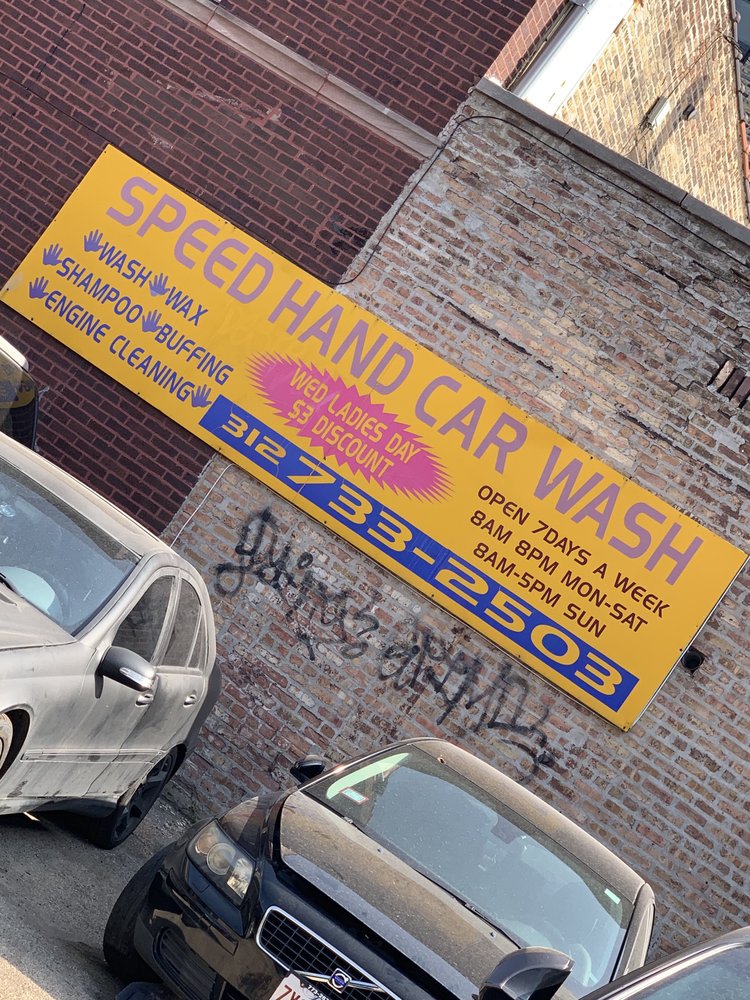 SPEED HAND CAR WASH
WASH WAX
SHAMPOO BUFFING
ENGINE CLEANING
WED LADIES DAY
$3 DISCOUNT
312 733-2503
OPEN 7DAYS A WEEK
8AM 8PM MON-SAT
8AM-5PM SUN